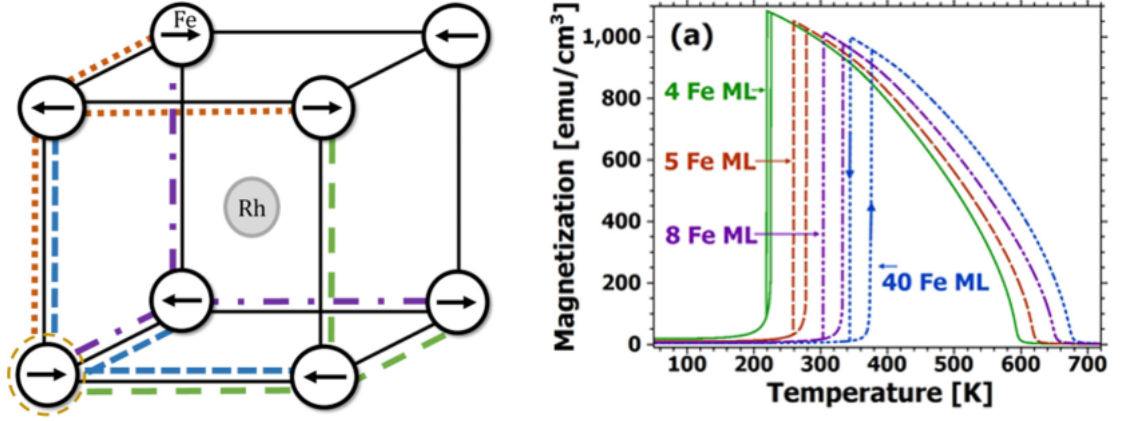 Fe
Rh
(a)
Magnetization [emu/cm³]
1,000
800
600
400
200
0
4 Fe ML
5 Fe ML
8 Fe ML
40 Fe ML
100 200 300 400 500 600 700
Temperature [K]